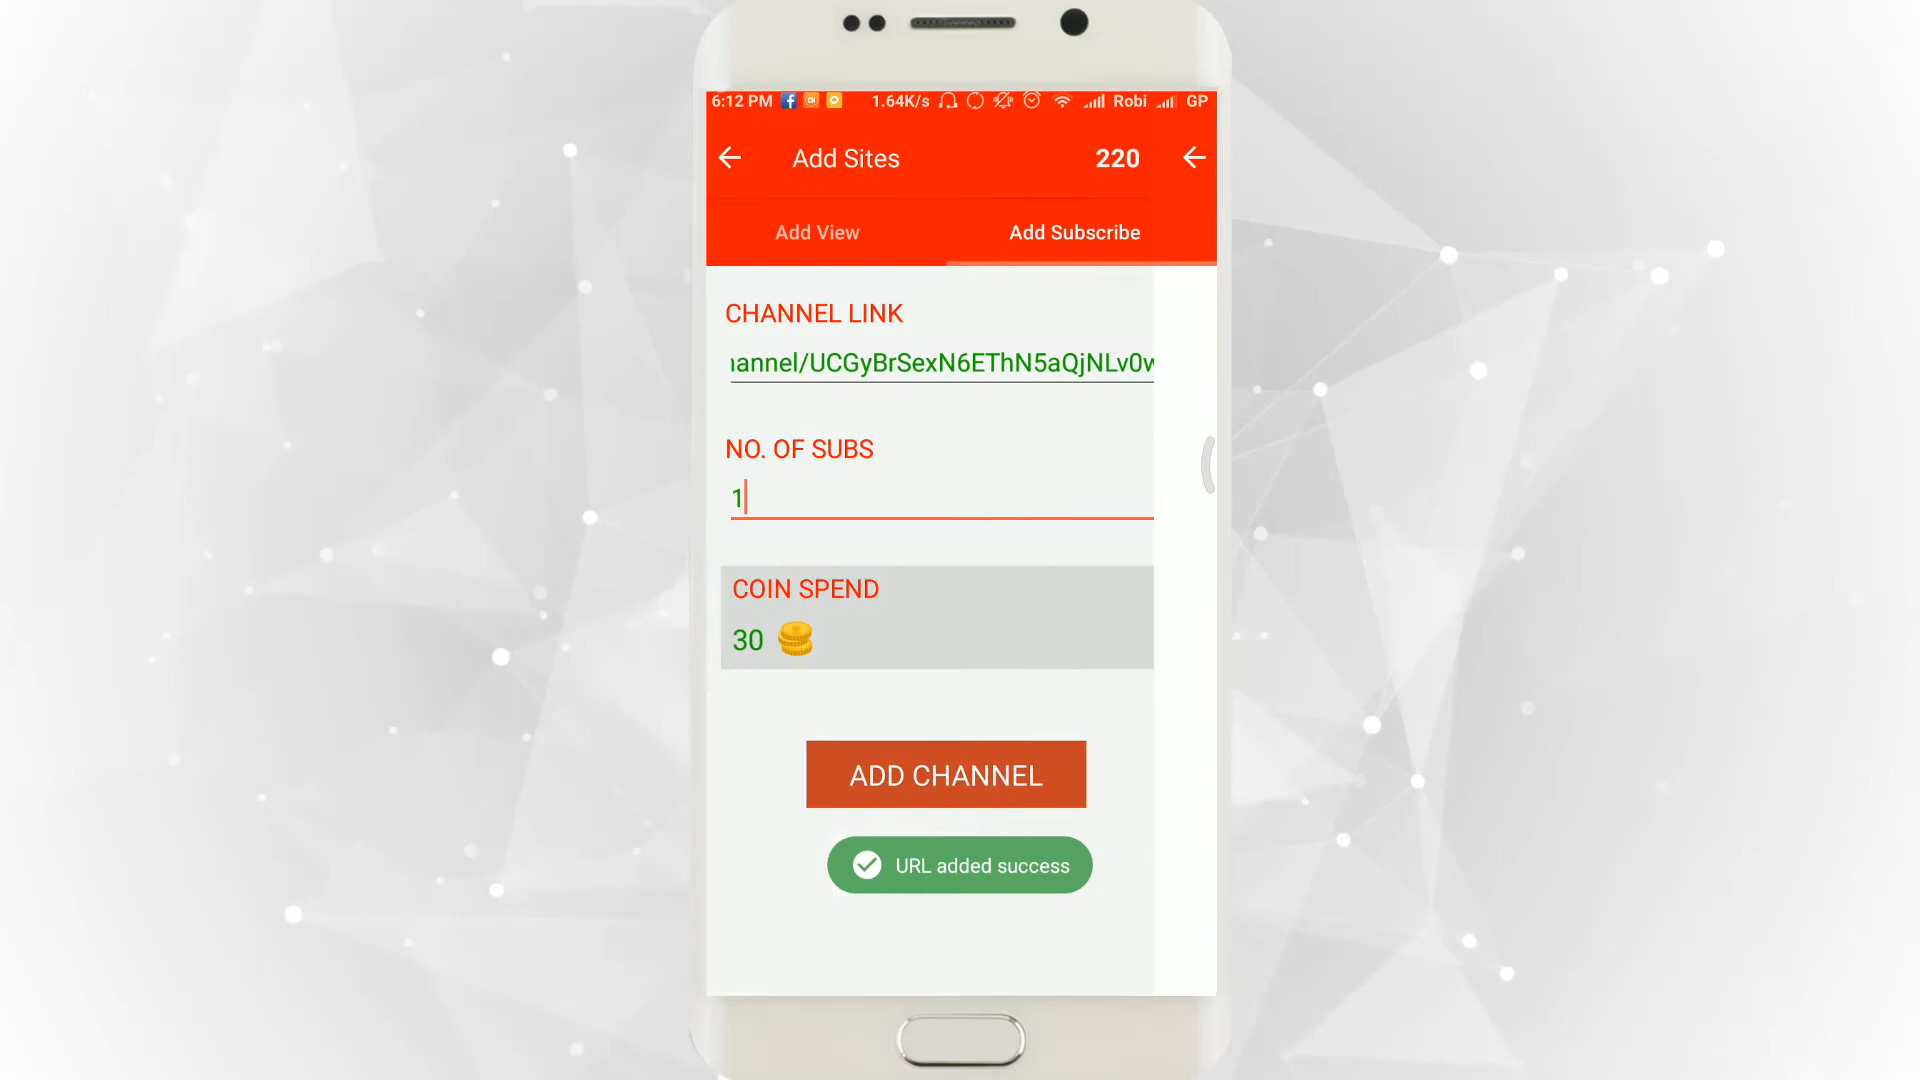 6:12 PM 1.64K/s Robi GP
Add Sites 220
Add View Add Subscribe
CHANNEL LINK
annel/UCGyBrSexN6EThN5aQjNLv0w
NO. OF SUBS
1
COIN SPEND
30
ADD CHANNEL
URL added success